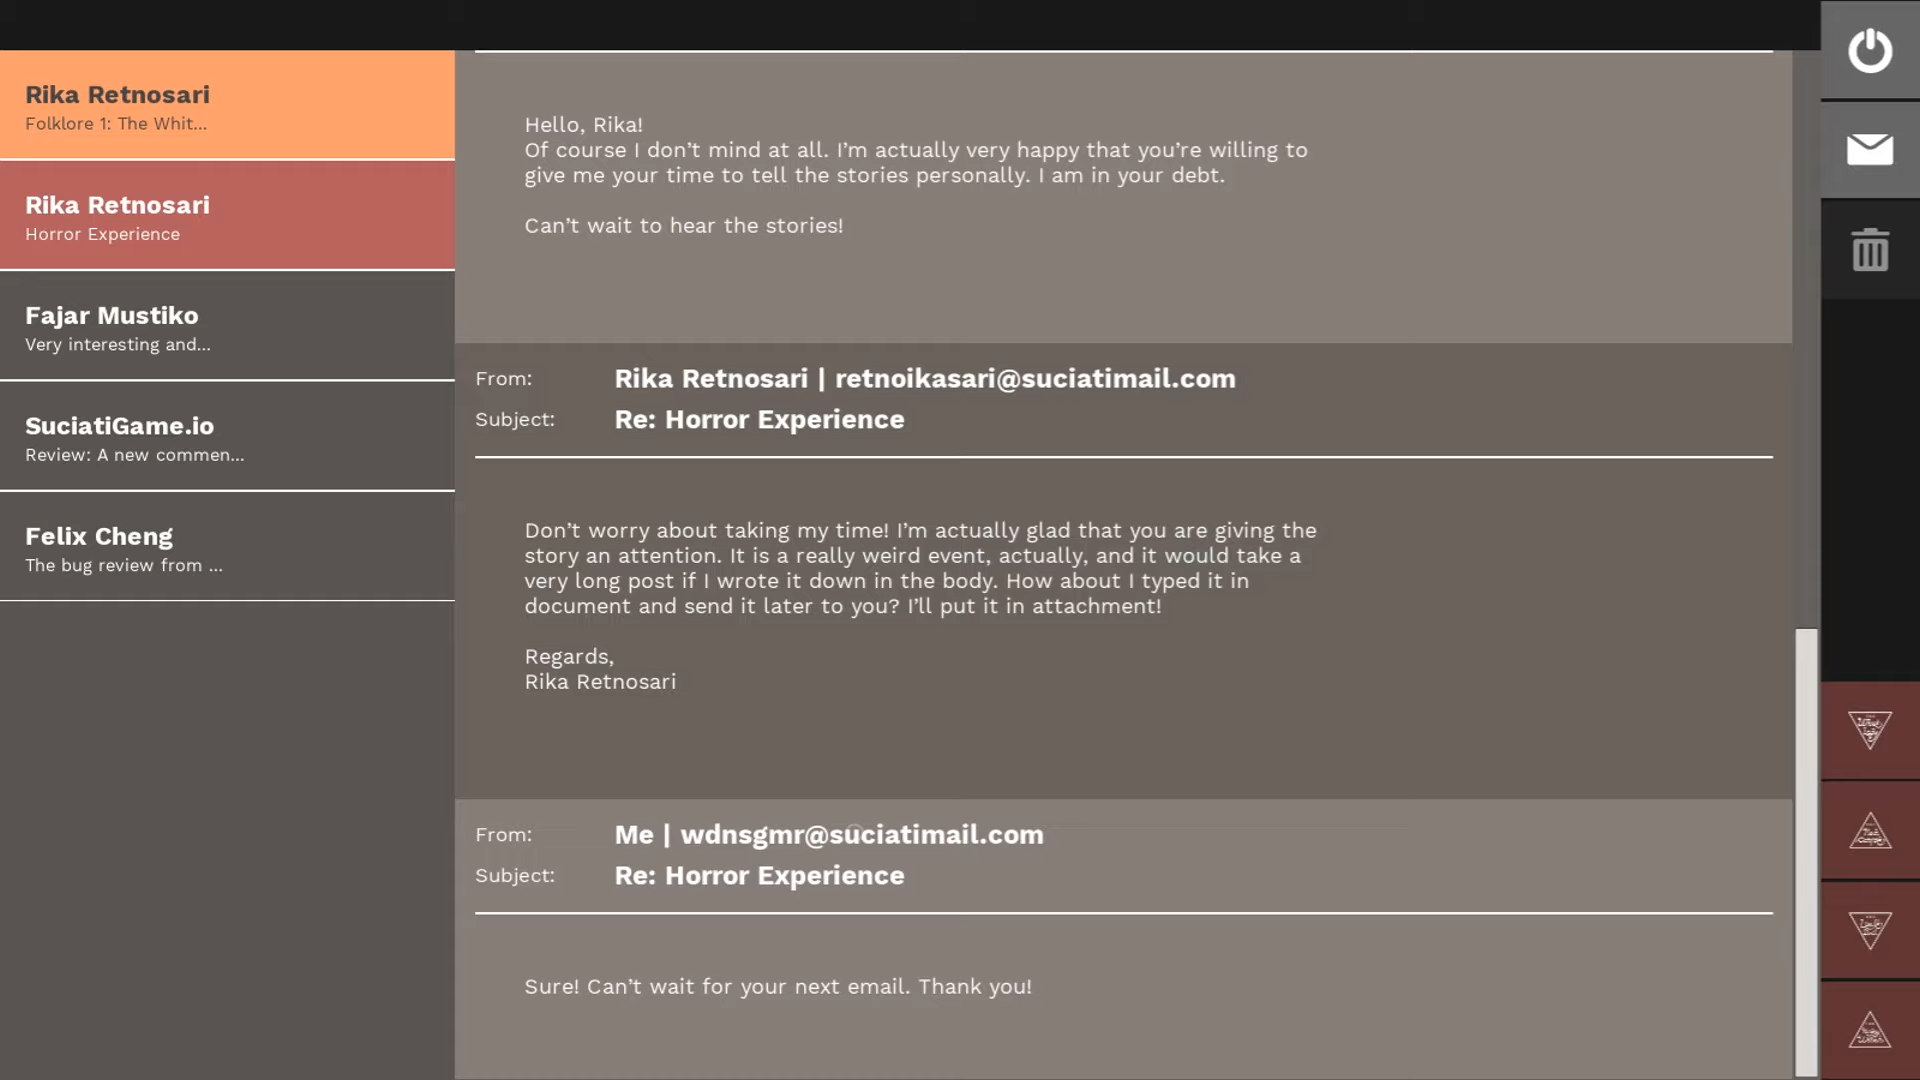 Rika Retnosari
Folklore 1: The Whit...
Rika Retnosari
Horror Experience
Fajar Mustiko
Very interesting and...
SuciatiGame.io
Review: A new commen...
Felix Cheng
The bug review from ...
Hello, Rika!
Of course I don’t mind at all. I’m actually very happy that you’re willing to
give me your time to tell the stories personally. I am in your debt.
Can’t wait to hear the stories!
From: Rika Retnosari | retnoikasari@suciatimail.com
Subject: Re: Horror Experience
Don’t worry about taking my time! I’m actually glad that you are giving the
story an attention. It is a really weird event, actually, and it would take a
very long post if I wrote it down in the body. How about I typed it in
document and send it later to you? I’ll put it in attachment!
Regards,
Rika Retnosari
From: Me | wdnsgmr@suciatimail.com
Subject: Re: Horror Experience
Sure! Can’t wait for your next email. Thank you!